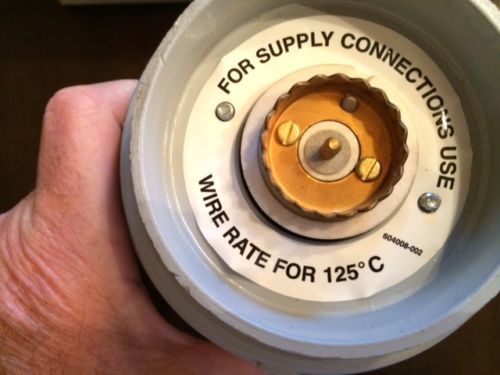 FOR SUPPLY CONNECTIONS USE
WIRE RATE FOR 125° C
604008-002